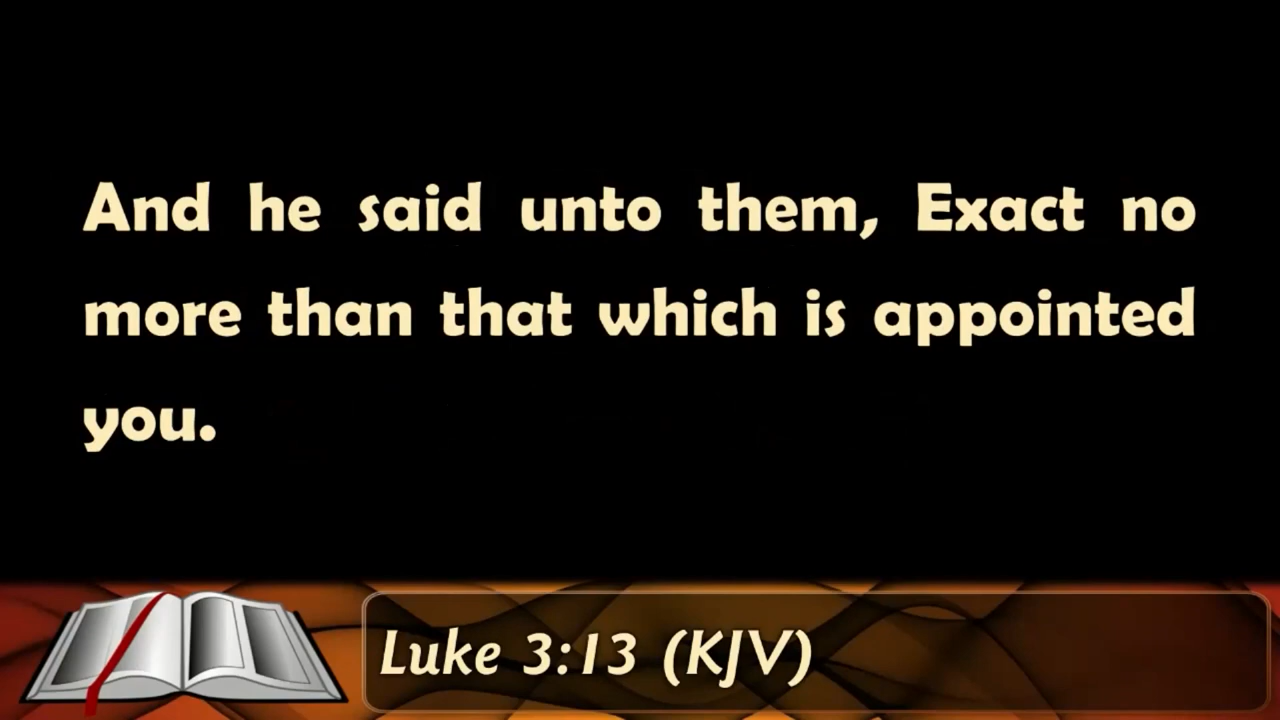 And he said unto them, Exact no
more than that which is appointed
you.
Luke 3:13 (KJV)